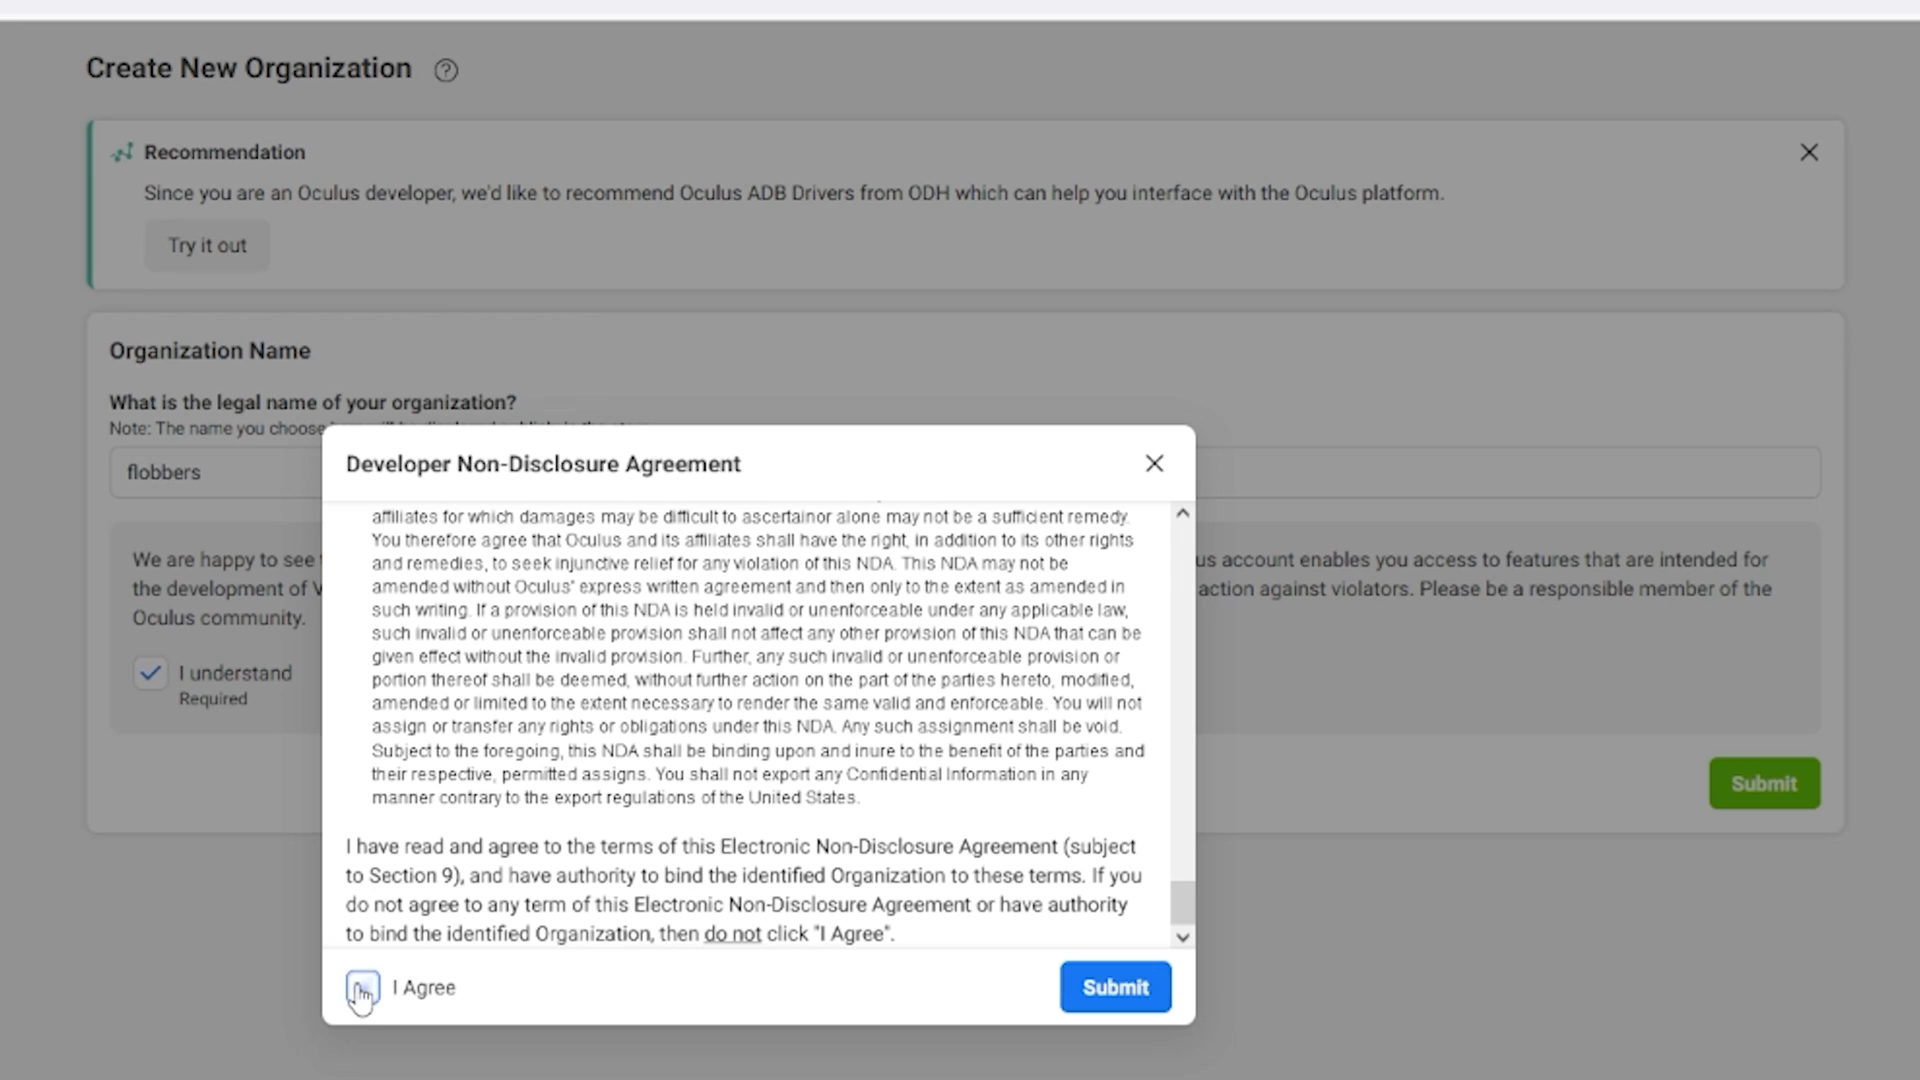 Create New Organization
Recommendation
Since you are an Oculus developer, we'd like to recommend Oculus ADB Drivers from ODH which can help you interface with the Oculus platform.
Try it out
Organization Name
What is the legal name of your organization?
Note: The name you choose
flobbers
We are happy to see
us account enables you access to features that are intended for
the development of V
action against violators. Please be a responsible member of the
Oculus community.
I understand
Required
Submit
Developer Non-Disclosure Agreement
affiliates for which damages may be difficult to ascertainor alone may not be a sufficient remedy.
You therefore agree that Oculus and its affiliates shall have the right, in addition to its other rights
and remedies, to seek injunctive relief for any violation of this NDA. This NDA may not be
amended without Oculus' express written agreement and then only to the extent as amended in
such writing. If a provision of this NDA is held invalid or unenforceable under any applicable law,
such invalid or unenforceable provision shall not affect any other provision of this NDA that can be
given effect without the invalid provision. Further, any such invalid or unenforceable provision or
portion thereof shall be deemed, without further action on the part of the parties hereto, modified,
amended or limited to the extent necessary to render the same valid and enforceable. You will not
assign or transfer any rights or obligations under this NDA. Any such assignment shall be void.
Subject to the foregoing, this NDA shall be binding upon and inure to the benefit of the parties and
their respective, permitted assigns. You shall not export any Confidential Information in any
manner contrary to the export regulations of the United States.
I have read and agree to the terms of this Electronic Non-Disclosure Agreement (subject
to Section 9), and have authority to bind the identified Organization to these terms. If you
do not agree to any term of this Electronic Non-Disclosure Agreement or have authority
to bind the identified Organization, then do not click "I Agree".
I Agree
Submit